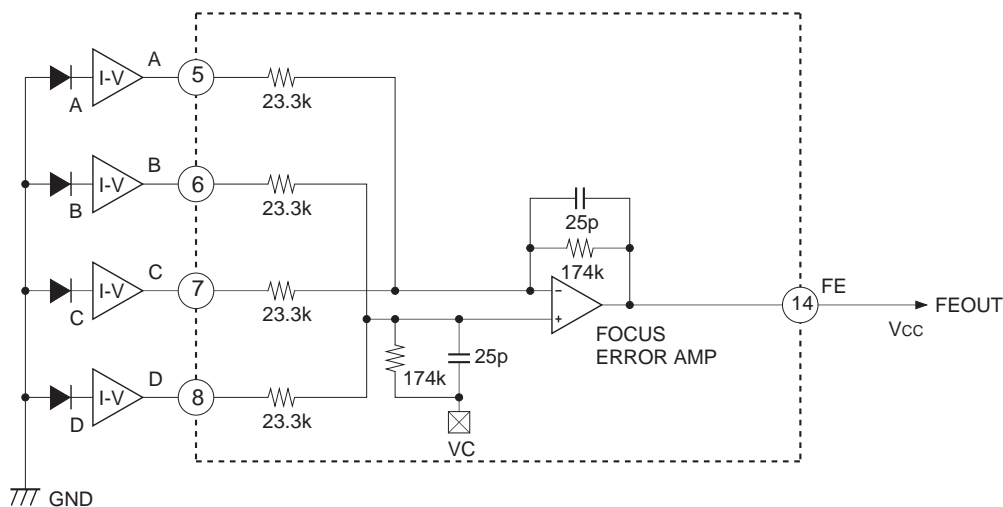 A
I-V
5
23.3k
A
B
I-V
6
23.3k
B
25p
174k
C
I-V
7
23.3k
C
−
+
FOCUS
ERROR AMP
14
FE
VCC
FEOUT
174k
25p
D
I-V
8
23.3k
D
VC
GND